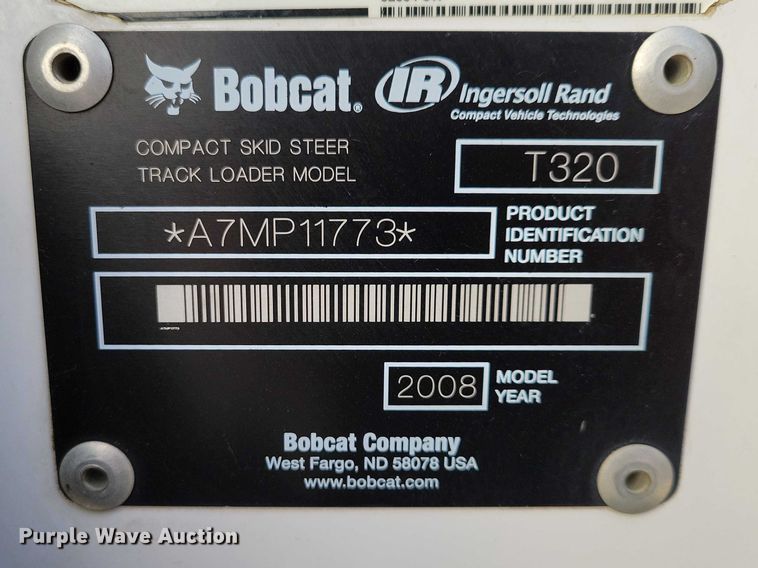 Bobcat®
IR Ingersoll Rand
Compact Vehicle Technologies
COMPACT SKID STEER
TRACK LOADER MODEL
T320
*A7MP11773*
PRODUCT
IDENTIFICATION
NUMBER
2008
MODEL
YEAR
Bobcat Company
West Fargo, ND 58078 USA
www.bobcat.com
Purple Wave Auction